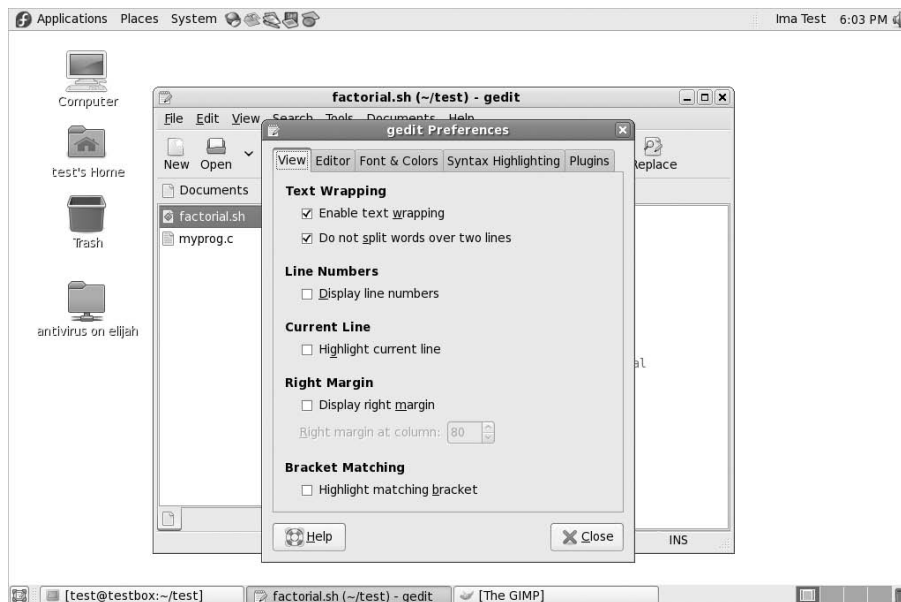 Applications Places System Ima Test 6:03 PM
Computer
test's Home
Trash
antivirus on elijah
factorial.sh (~/test) - gedit
File Edit View Search Tools Documents Help
New Open Replace
Documents
factorial.sh
myprog.c
INS
gedit Preferences
View Editor Font & Colors Syntax Highlighting Plugins
Text Wrapping
Enable text wrapping
Do not split words over two lines
Line Numbers
Display line numbers
Current Line
Highlight current line
Right Margin
Display right margin
Right margin at column: 80
Bracket Matching
Highlight matching bracket
Help Close
[test@testbox:~/test] factorial.sh (~/test) - gedit [The GIMP]